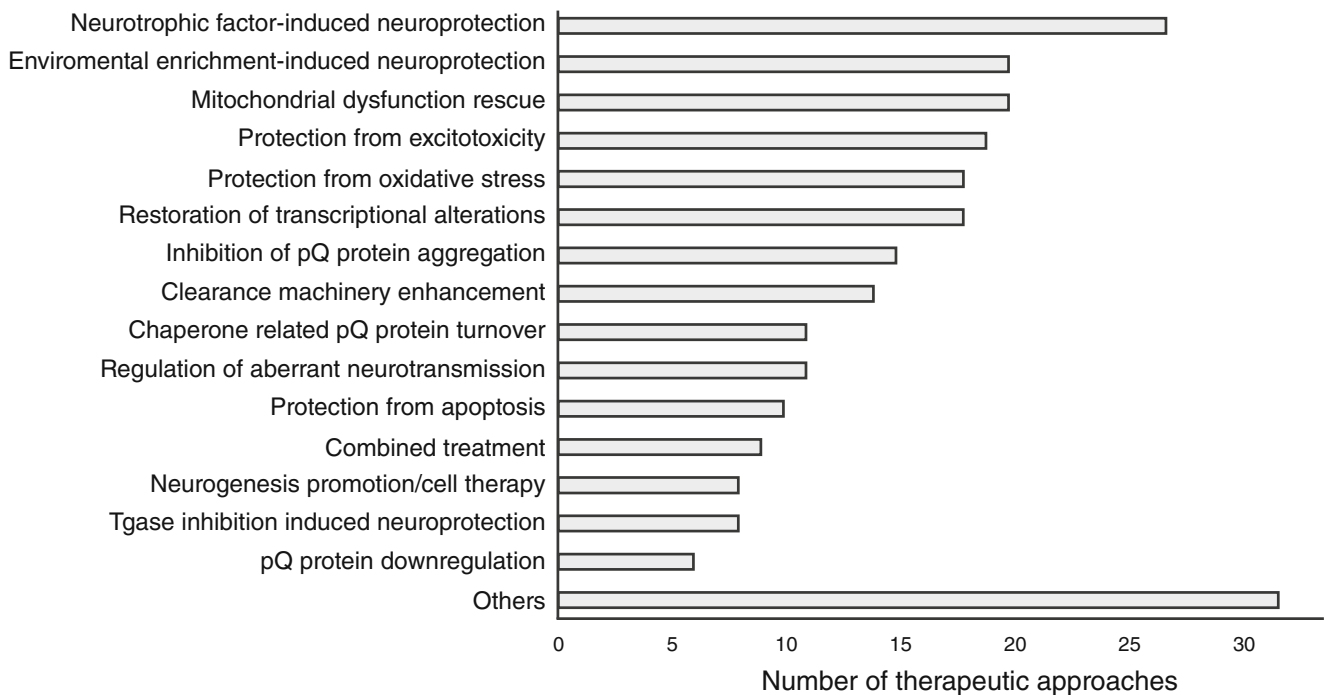 Neurotrophic factor-induced neuroprotection
Enviromental enrichment-induced neuroprotection
Mitochondrial dysfunction rescue
Protection from excitotoxicity
Protection from oxidative stress
Restoration of transcriptional alterations
Inhibition of pQ protein aggregation
Clearance machinery enhancement
Chaperone related pQ protein turnover
Regulation of aberrant neurotransmission
Protection from apoptosis
Combined treatment
Neurogenesis promotion/cell therapy
Tgase inhibition induced neuroprotection
pQ protein downregulation
Others
0 5 10 15 20 25 30
Number of therapeutic approaches